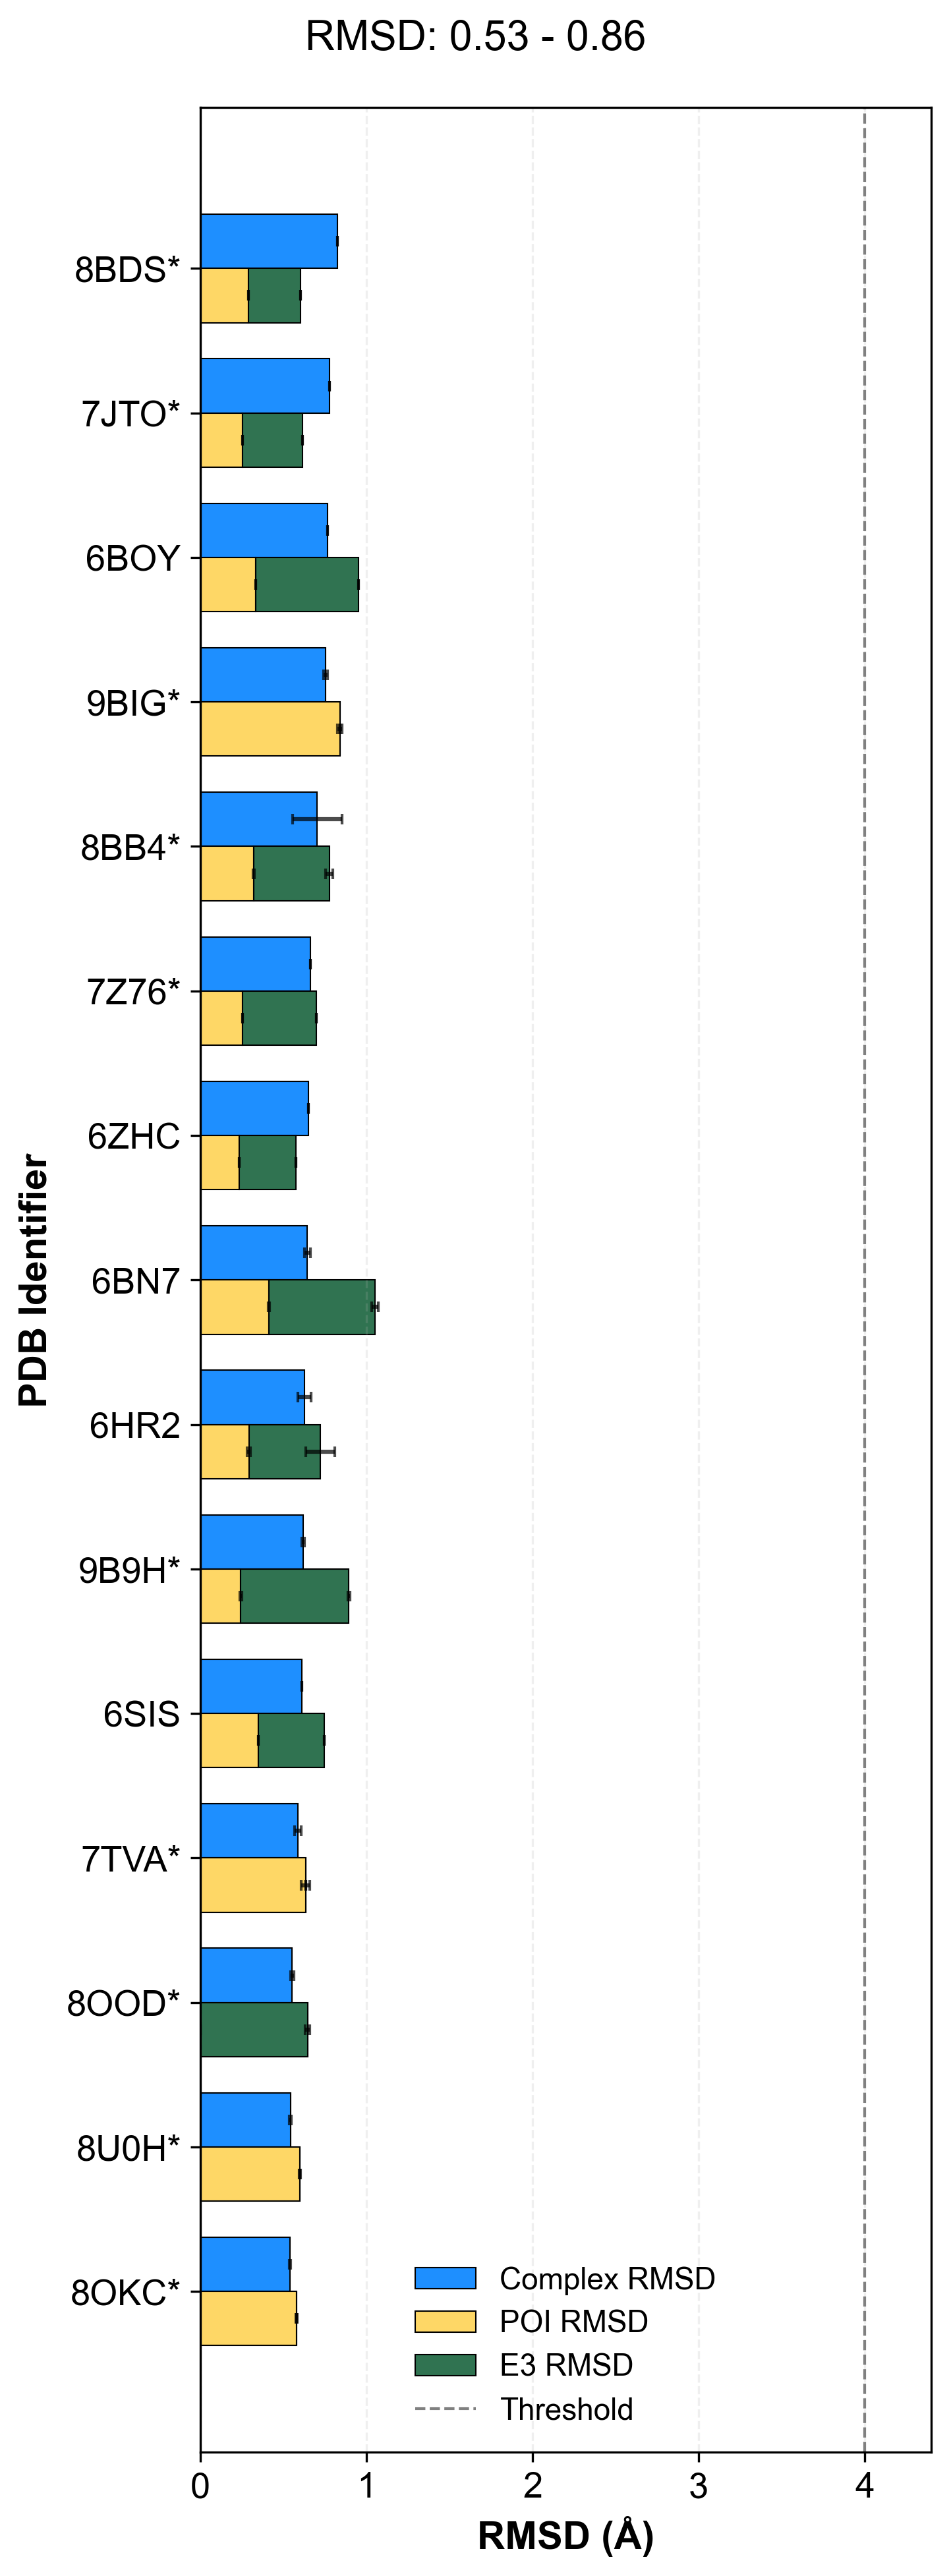 RMSD: 0.53 - 0.86
8BDS*
7JTO*
6BOY
9BIG*
8BB4*
7Z76*
6ZHC
6BN7
6HR2
9B9H*
6SIS
7TVA*
8OOD*
8U0H*
8OKC*
PDB Identifier
Complex RMSD
POI RMSD
E3 RMSD
Threshold
0 1 2 3 4
RMSD (Å)